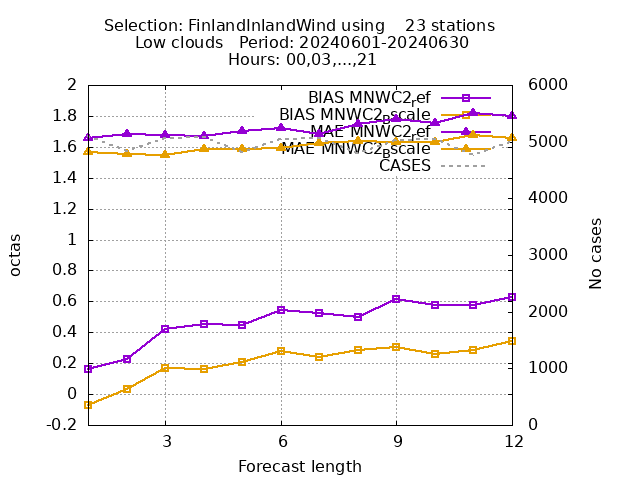 Selection: FinlandInlandWind using    23 stations
Low clouds   Period: 20240601-20240630
Hours: 00,03,...,21
BIAS MNWC2_ref
BIAS MNWC2_Bscale
MAE MNWC2_ref
MAE MNWC2_Bscale
CASES
2
1.8
1.6
1.4
1.2
1
0.8
0.6
0.4
0.2
0
-0.2
6000
5000
4000
3000
2000
1000
0
octas
No cases
3 6 9 12
Forecast length